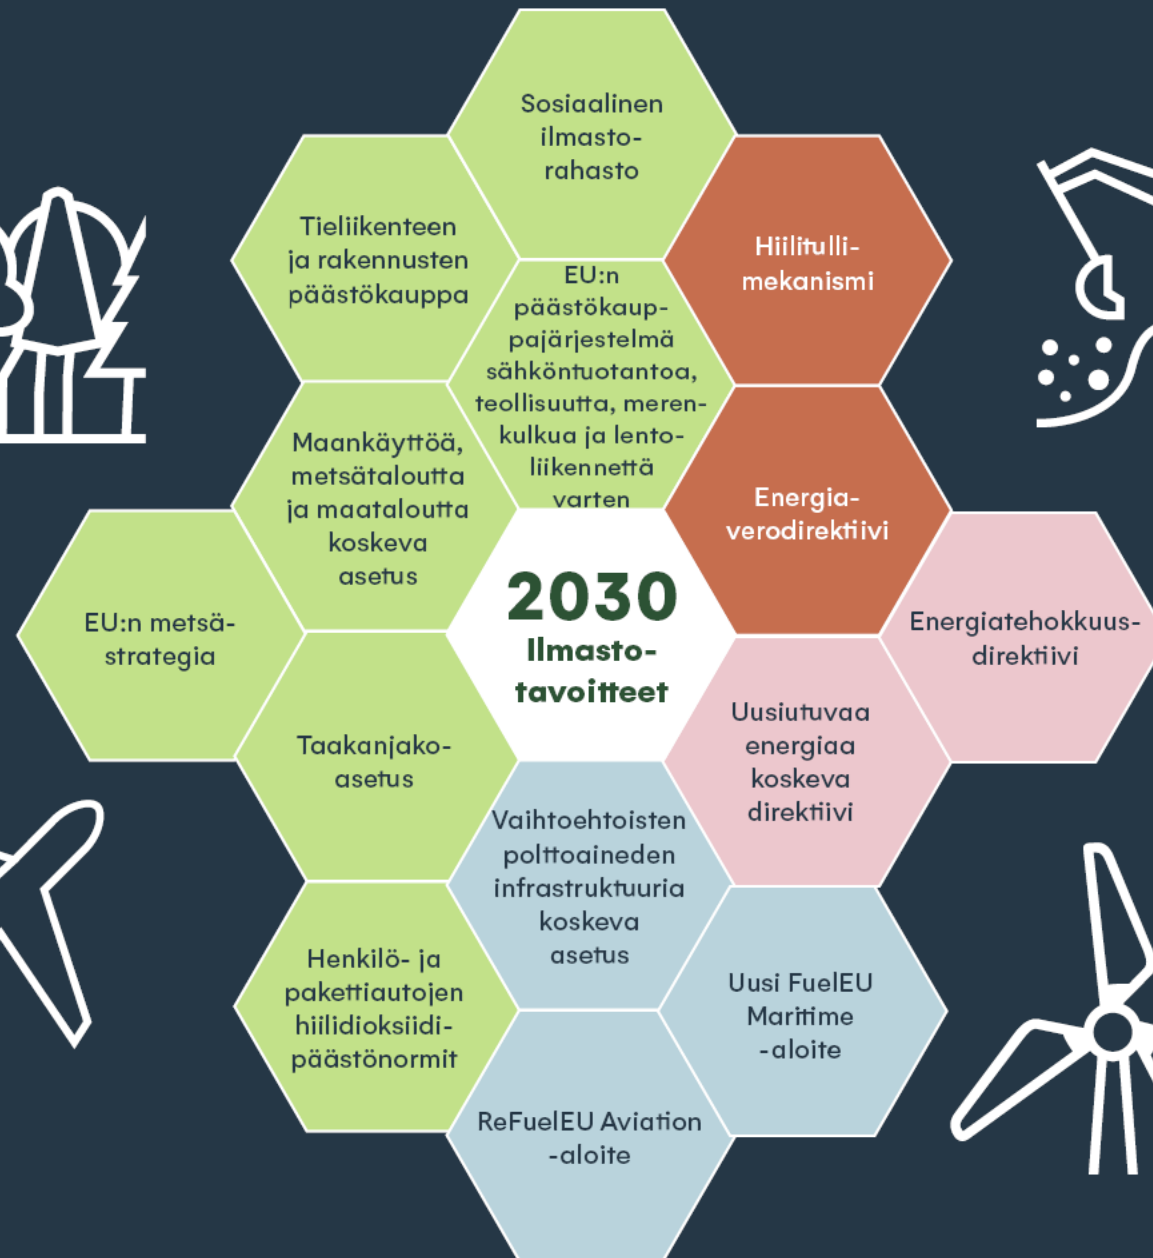 Sosiaalinen
ilmasto-
rahasto
Tieliikenteen
ja rakennusten
päästökauppa
Hiilitulli-
mekanismi
EU:n
päästökaup-
pajärjestelmä
sähköntuotantoa,
teollisuutta, meren-
kulkua ja lento-
liikennettä
varten
Maankäyttöä,
metsätaloutta
ja maataloutta
koskeva
asetus
Energia-
verodirektiivi
EU:n metsä-
strategia
2030
Ilmasto-
tavoitteet
Energiatehokkuus-
direktiivi
Taakanjako-
asetus
Uusiutuvaa
energiaa
koskeva
direktiivi
Vaihtoehtoisten
polttoaineden
infrastruktuuria
koskeva
asetus
Henkilö- ja
pakettiautojen
hiilidioksiidi-
päästönormit
Uusi FuelEU
Maritime
-aloite
ReFuelEU Aviation
-aloite